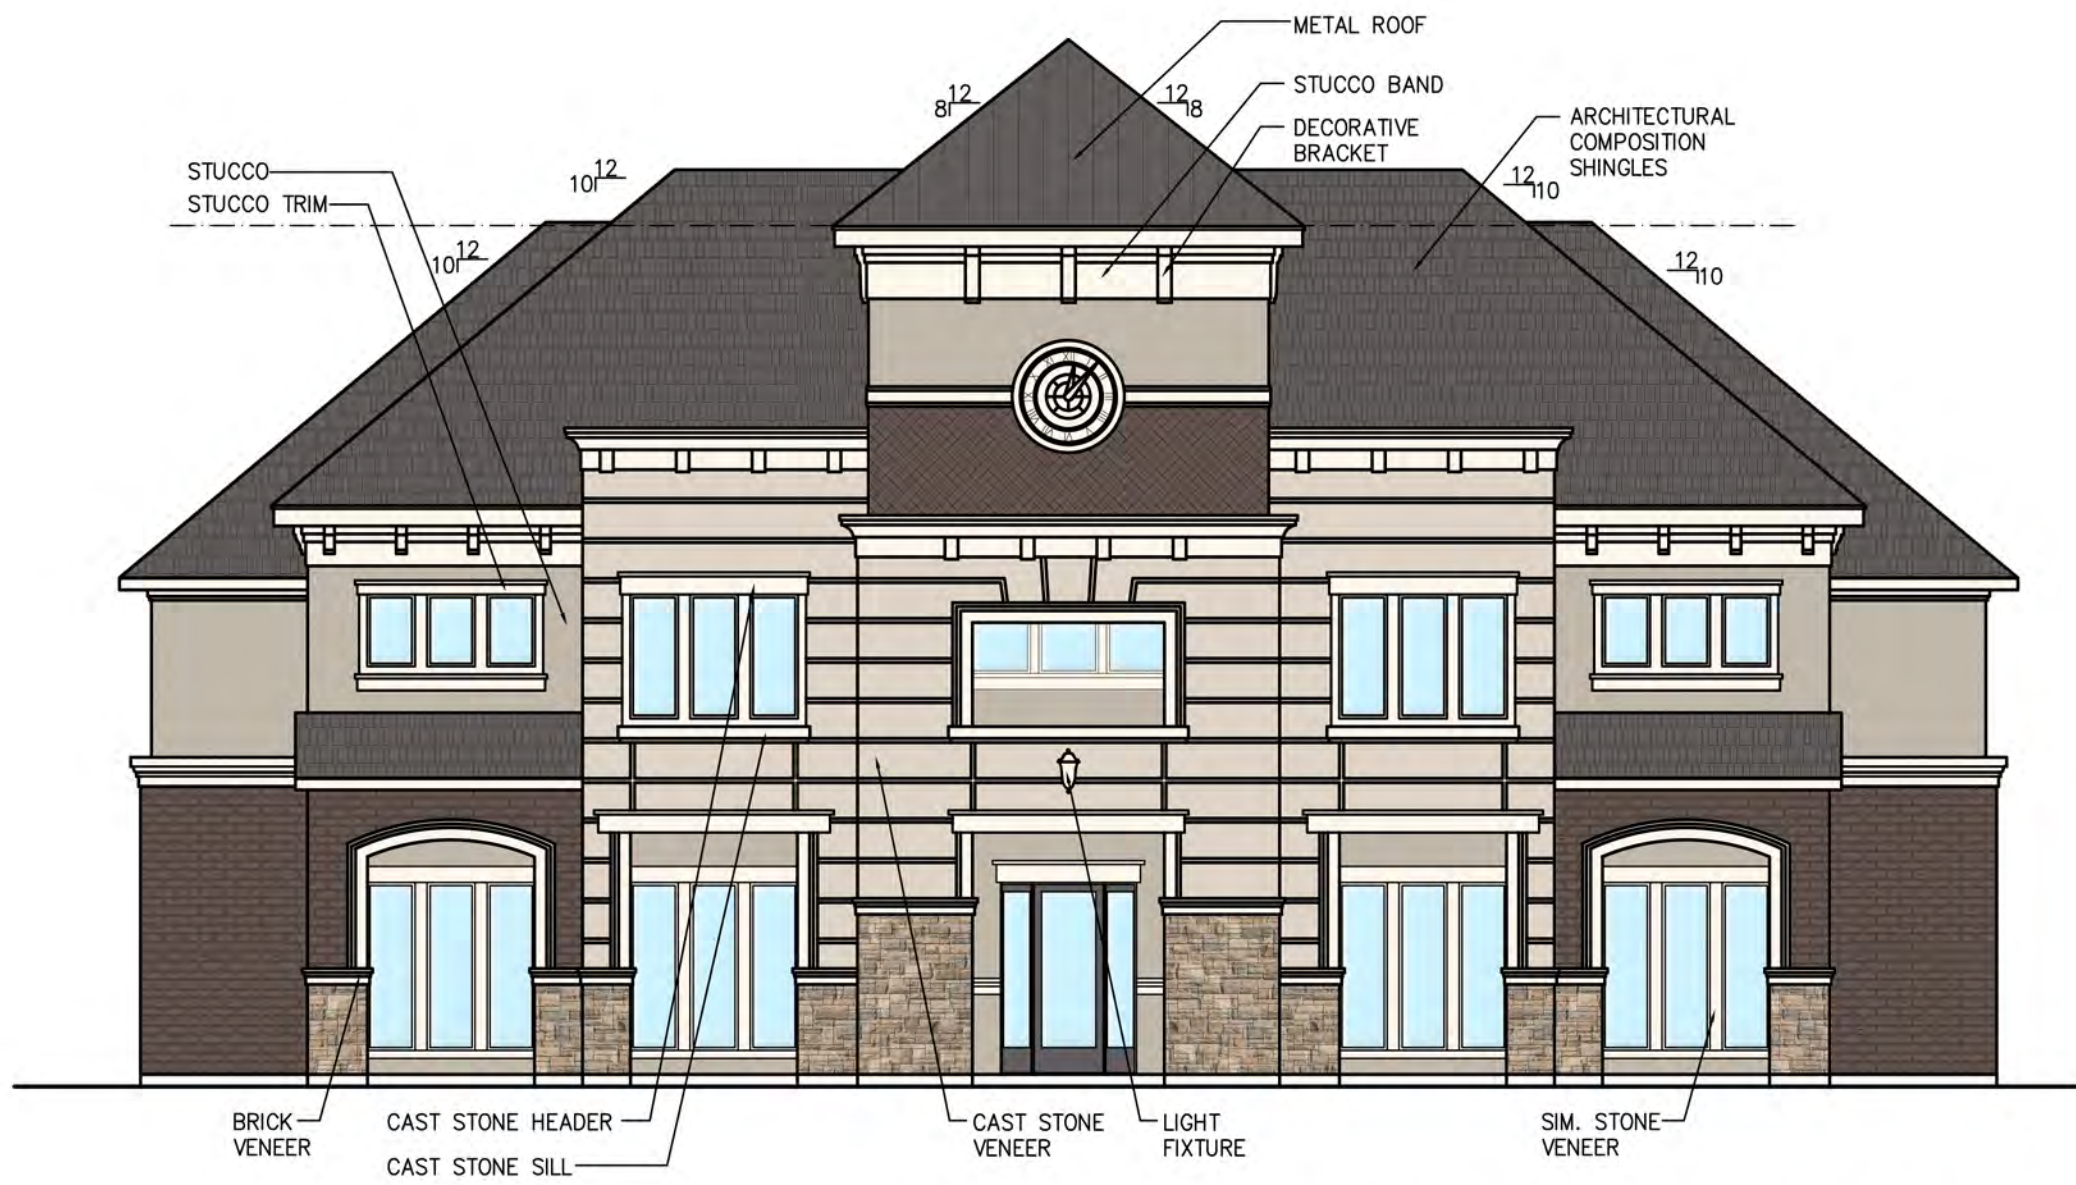 METAL ROOF
STUCCO BAND
DECORATIVE
BRACKET
ARCHITECTURAL
COMPOSITION
SHINGLES
12
8
12
8
12
10
12
10
12
10
12
10
STUCCO
STUCCO TRIM
XII
BRICK
VENEER
CAST STONE HEADER
CAST STONE SILL
CAST STONE
VENEER
LIGHT
FIXTURE
SIM. STONE
VENEER